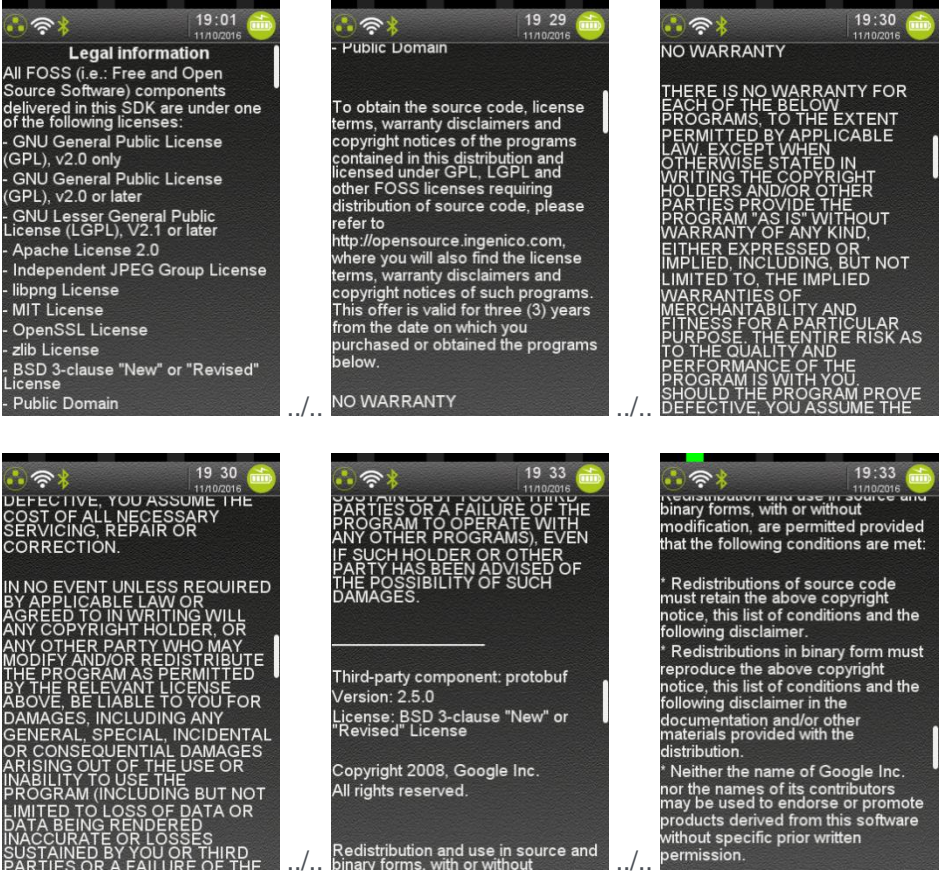 19:01
11/10/2016
Legal information
All FOSS (i.e.: Free and Open
Source Software) components
delivered in this SDK are under one
of the following licenses:
- GNU General Public License
(GPL), v2.0 only
- GNU General Public License
(GPL), v2.0 or later
- GNU Lesser General Public
License (LGPL), V2.1 or later
- Apache License 2.0
- Independent JPEG Group License
- libpng License
- MIT License
- OpenSSL License
- zlib License
- BSD 3-clause "New" or "Revised"
License
- Public Domain
../..
19 29
11/10/2016
- Public Domain
To obtain the source code, license
terms, warranty disclaimers and
copyright notices of the programs
contained in this distribution and
licensed under GPL, LGPL and
other FOSS licenses requiring
distribution of source code, please
refer to
http://opensource.ingenico.com,
where you will also find the license
terms, warranty disclaimers and
copyright notices of such programs.
This offer is valid for three (3) years
from the date on which you
purchased or obtained the programs
below.
NO WARRANTY
../..
19:30
11/10/2016
NO WARRANTY
THERE IS NO WARRANTY FOR
EACH OF THE BELOW
PROGRAMS, TO THE EXTENT
PERMITTED BY APPLICABLE
LAW. EXCEPT WHEN
OTHERWISE STATED IN
WRITING THE COPYRIGHT
HOLDERS AND/OR OTHER
PARTIES PROVIDE THE
PROGRAM "AS IS" WITHOUT
WARRANTY OF ANY KIND,
EITHER EXPRESSED OR
IMPLIED, INCLUDING, BUT NOT
LIMITED TO, THE IMPLIED
WARRANTIES OF
MERCHANTABILITY AND
FITNESS FOR A PARTICULAR
PURPOSE. THE ENTIRE RISK AS
TO THE QUALITY AND
PERFORMANCE OF THE
PROGRAM IS WITH YOU.
SHOULD THE PROGRAM PROVE
DEFECTIVE, YOU ASSUME THE
19 30
11/10/2016
DEFECTIVE, YOU ASSUME THE
COST OF ALL NECESSARY
SERVICING, REPAIR OR
CORRECTION.
IN NO EVENT UNLESS REQUIRED
BY APPLICABLE LAW OR
AGREED TO IN WRITING WILL
ANY COPYRIGHT HOLDER, OR
ANY OTHER PARTY WHO MAY
MODIFY AND/OR REDISTRIBUTE
THE PROGRAM AS PERMITTED
BY THE RELEVANT LICENSE
ABOVE, BE LIABLE TO YOU FOR
DAMAGES, INCLUDING ANY
GENERAL, SPECIAL, INCIDENTAL
OR CONSEQUENTIAL DAMAGES
ARISING OUT OF THE USE OR
INABILITY TO USE THE
PROGRAM (INCLUDING BUT NOT
LIMITED TO LOSS OF DATA OR
DATA BEING RENDERED
INACCURATE OR LOSSES
SUSTAINED BY YOU OR THIRD
PARTIES OR A FAILURE OF THE
../..
19 33
11/10/2016
SUSTAINED BY YOU OR THIRD
PARTIES OR A FAILURE OF THE
PROGRAM TO OPERATE WITH
ANY OTHER PROGRAMS), EVEN
IF SUCH HOLDER OR OTHER
PARTY HAS BEEN ADVISED OF
THE POSSIBILITY OF SUCH
DAMAGES.
Third-party component: protobuf
Version: 2.5.0
License: BSD 3-clause "New" or
"Revised" License
Copyright 2008, Google Inc.
All rights reserved.
Redistribution and use in source and
binary forms, with or without
../..
19:33
11/10/2016
Redistribution and use in source and
binary forms, with or without
modification, are permitted provided
that the following conditions are met:
* Redistributions of source code
must retain the above copyright
notice, this list of conditions and the
following disclaimer.
* Redistributions in binary form must
reproduce the above copyright
notice, this list of conditions and the
following disclaimer in the
documentation and/or other
materials provided with the
distribution.
* Neither the name of Google Inc.
nor the names of its contributors
may be used to endorse or promote
products derived from this software
without specific prior written
permission.